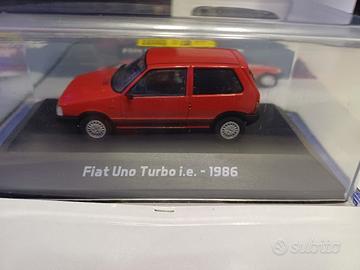 Fiat Uno Turbo i.e. - 1986
subito